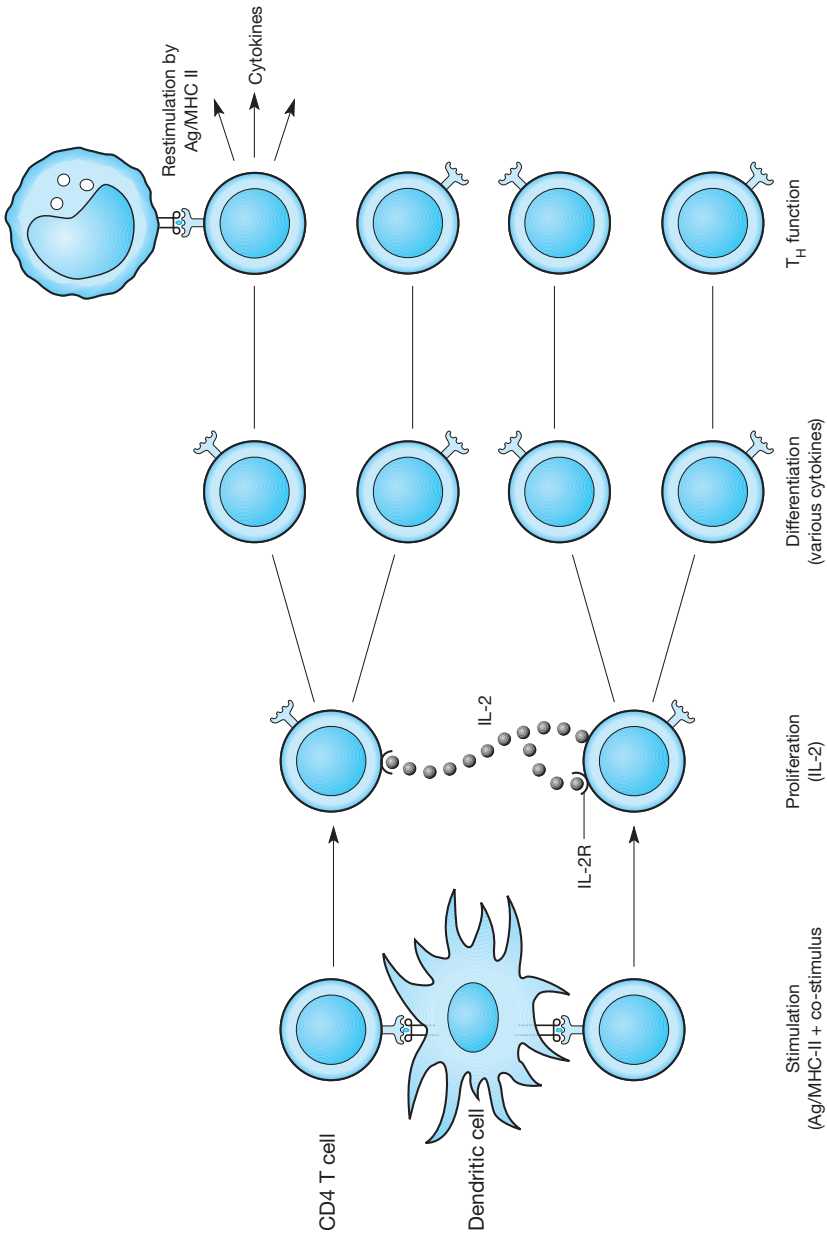 CD4 T cell
Dendritic cell
IL-2R
IL-2
Restimulation by
Ag/MHC II
Cytokines
Stimulation
(Ag/MHC-II + co-stimulus
Proliferation
(IL-2)
Differentiation
(various cytokines)
T_H function